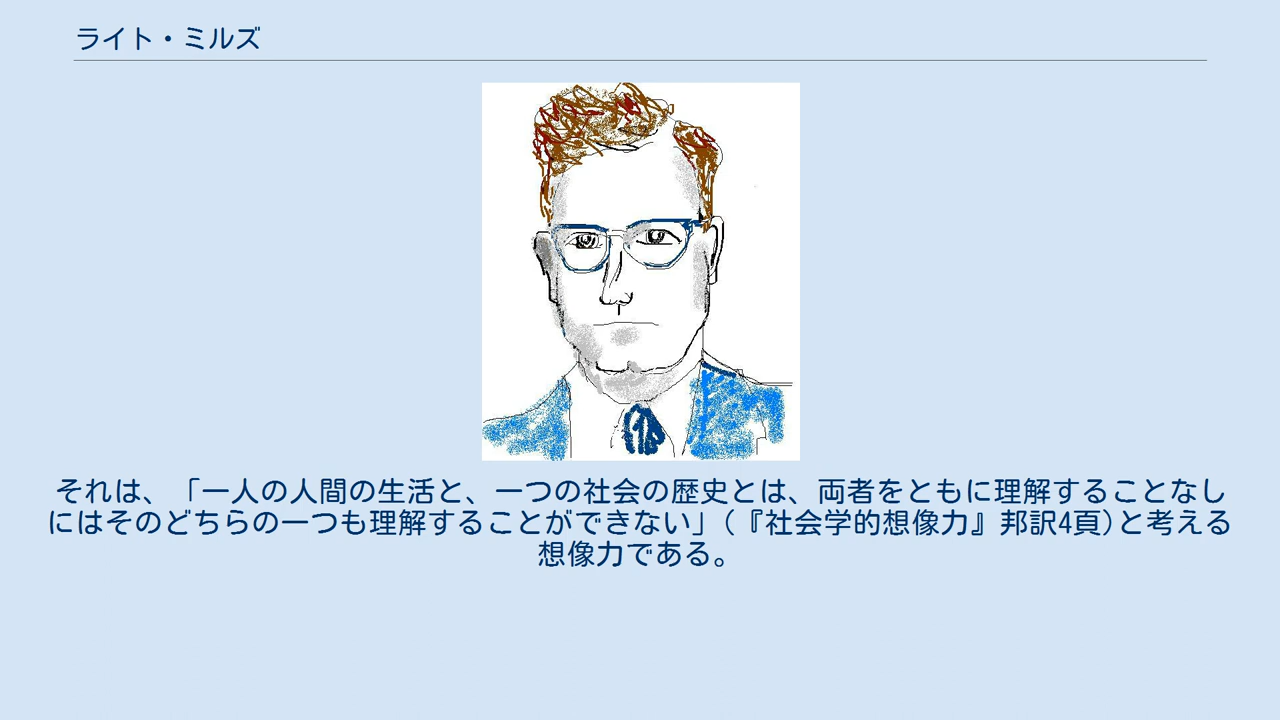 ライト・ミルズ
それは、「一人の人間の生活と、一つの社会の歴史とは、両者をともに理解することなし
にはそのどちらの一つも理解することができない」(『社会学的想像力』邦訳4頁)と考える
想像力である。